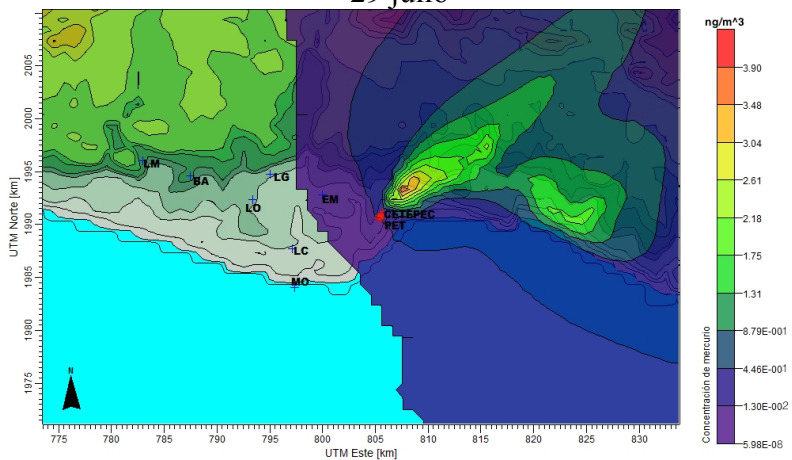 29 julio
ng/m^3
3.90
3.48
3.04
2.61
2.18
1.75
1.31
8.79E-001
4.46E-001
1.30E-002
5.98E-08
Concentración de mercurio
UTM Norte [km]
2005
2000
1995
1990
1985
1980
1975
LM
BA
LG
LO
EM
CETEPEC
PET
LC
MO
N
775
780
785
790
795
800
805
810
815
820
825
830
UTM Este [km]